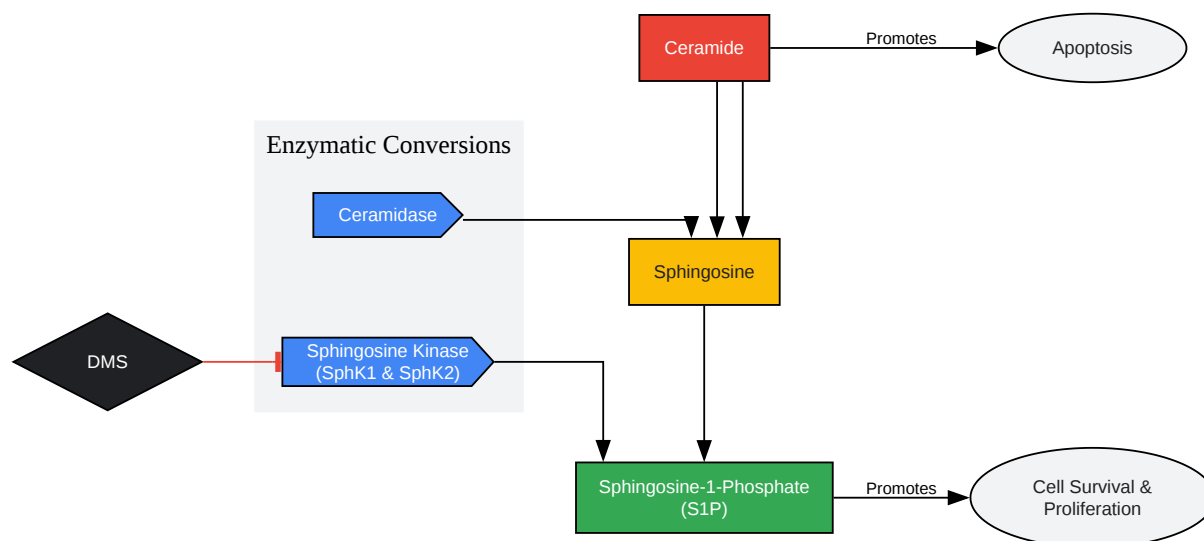 Ceramide
Promotes
Apoptosis
Enzymatic Conversions
Ceramidase
Sphingosine
DMS
Sphingosine Kinase
(SphK1 & SphK2)
Sphingosine-1-Phosphate
(S1P)
Promotes
Cell Survival &
Proliferation